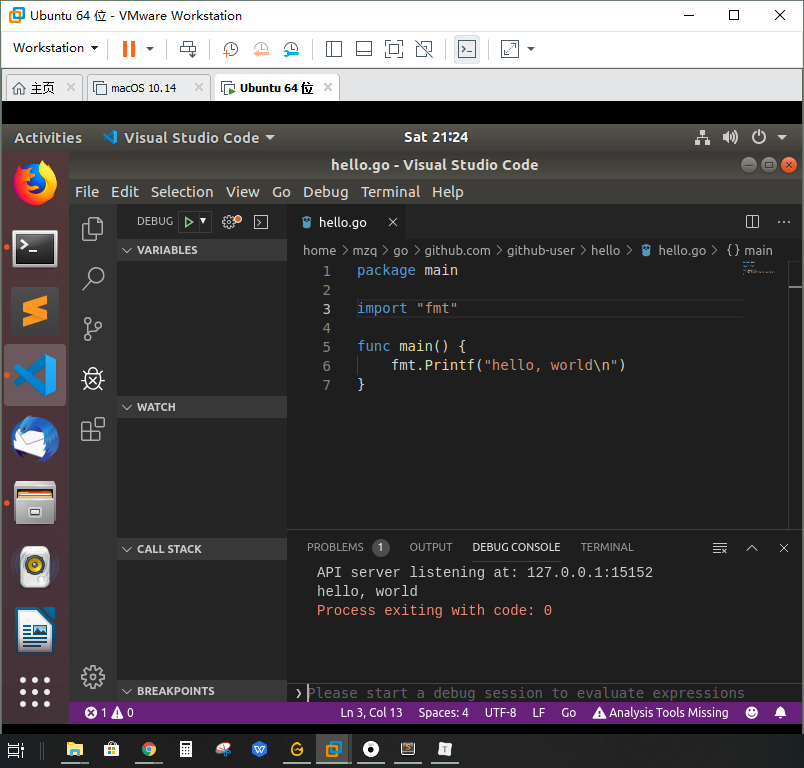 Ubuntu 64 位 - VMware Workstation
Workstation
主页
macOS 10.14
Ubuntu 64 位
Activities Visual Studio Code Sat 21:24
hello.go - Visual Studio Code
File Edit Selection View Go Debug Terminal Help
DEBUG
hello.go
VARIABLES
home > mzq > go > github.com > github-user > hello > hello.go > {} main
1 package main
2
3 import "fmt"
4
5 func main() {
6 fmt.Printf("hello, world\n")
7 }
WATCH
CALL STACK
BREAKPOINTS
PROBLEMS 1 OUTPUT DEBUG CONSOLE TERMINAL
API server listening at: 127.0.0.1:15152
hello, world
Process exiting with code: 0
Please start a debug session to evaluate expressions
1 0 Ln 3, Col 13 Spaces: 4 UTF-8 LF Go Analysis Tools Missing